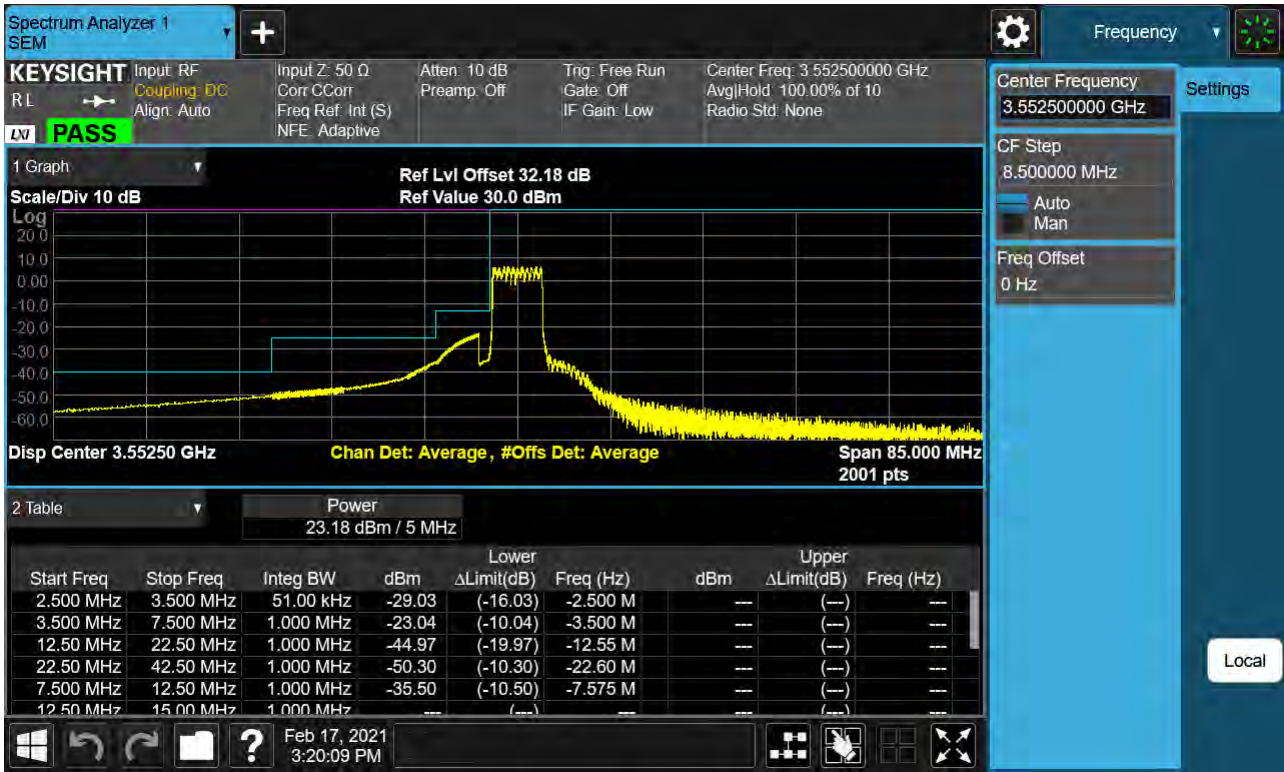 Spectrum Analyzer 1
SEM
Frequency
KEYSIGHT
RL
LXI
PASS
Input: RF
Coupling: DC
Align: Auto
Input Z: 50 Ω
Corr CCorr
Freq Ref: Int (S)
NFE: Adaptive
Atten: 10 dB
Preamp: Off
Trig: Free Run
Gate: Off
IF Gain: Low
Center Freq: 3.552500000 GHz
Avg|Hold: 100.00% of 10
Radio Std: None
Center Frequency
3.552500000 GHz
Settings
CF Step
8.500000 MHz
Auto
Man
Freq Offset
0 Hz
1 Graph
Ref Lvl Offset 32.18 dB
Scale/Div 10 dB
Ref Value 30.0 dBm
Log
20.0
10.0
0.00
-10.0
-20.0
-30.0
-40.0
-50.0
-60.0
Disp Center 3.55250 GHz
Chan Det: Average, #Offs Det: Average
Span 85.000 MHz
2001 pts
2 Table
Power
23.18 dBm / 5 MHz
Lower Upper
Start Freq Stop Freq Integ BW dBm ΔLimit(dB) Freq (Hz) dBm ΔLimit(dB) Freq (Hz)
2.500 MHz 3.500 MHz 51.00 kHz -29.03 (-16.03) -2.500 M --- (---) ---
3.500 MHz 7.500 MHz 1.000 MHz -23.04 (-10.04) -3.500 M --- (---) ---
12.50 MHz 22.50 MHz 1.000 MHz -44.97 (-19.97) -12.55 M --- (---) ---
22.50 MHz 42.50 MHz 1.000 MHz -50.30 (-10.30) -22.60 M --- (---) ---
7.500 MHz 12.50 MHz 1.000 MHz -35.50 (-10.50) -7.575 M --- (---) ---
12.50 MHz 15.00 MHz 1.000 MHz --- (---) --- --- (---) ---
Local
?
Feb 17, 2021
3:20:09 PM